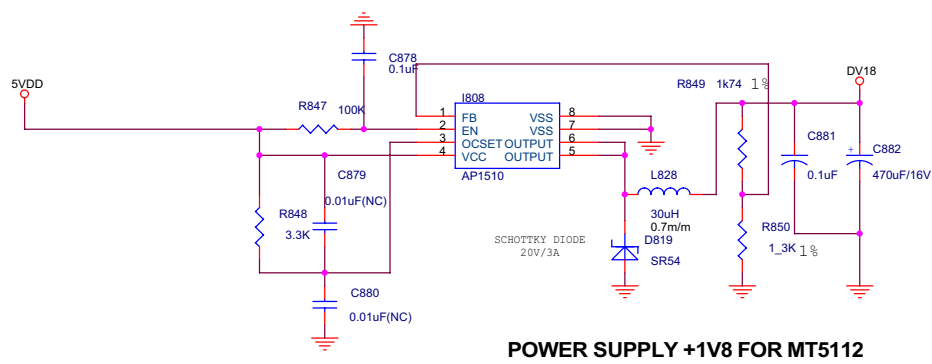 5VDD
C878
0.1uF
R847
100K
I808
1
FB
2
EN
3
OCSET
4
VCC
VSS
8
VSS
7
OUTPUT
6
OUTPUT
5
AP1510
R849 1k74 1%
DV18
C881
0.1uF
C882
+
470uF/16V
L828
30uH
0.7m/m
C879
0.01uF(NC)
R848
3.3K
SCHOTTKY DIODE
20V/3A
D819
SR54
R850
1_3K 1%
C880
0.01uF(NC)
POWER SUPPLY +1V8 FOR MT5112